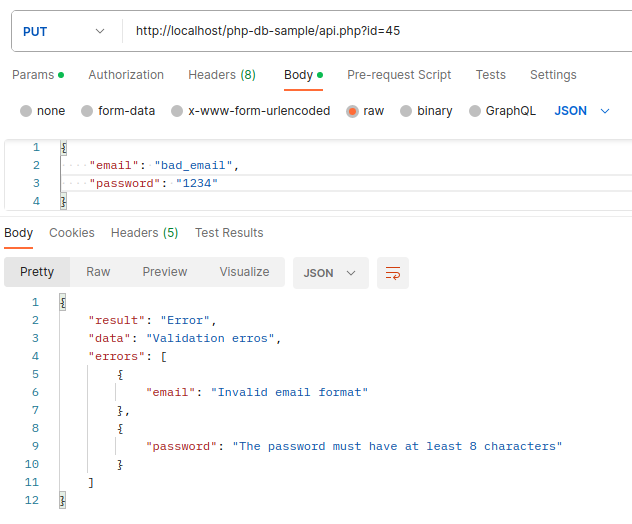 PUT http://localhost/php-db-sample/api.php?id=45
Params Authorization Headers (8) Body Pre-request Script Tests Settings
none form-data x-www-form-urlencoded raw binary GraphQL JSON
1 {
2 "email": "bad_email",
3 "password": "1234"
4 }
Body Cookies Headers (5) Test Results
Pretty Raw Preview Visualize JSON
1 {
2 "result": "Error",
3 "data": "Validation erros",
4 "errors": [
5 {
6 "email": "Invalid email format"
7 },
8 {
9 "password": "The password must have at least 8 characters"
10 }
11 ]
12 }